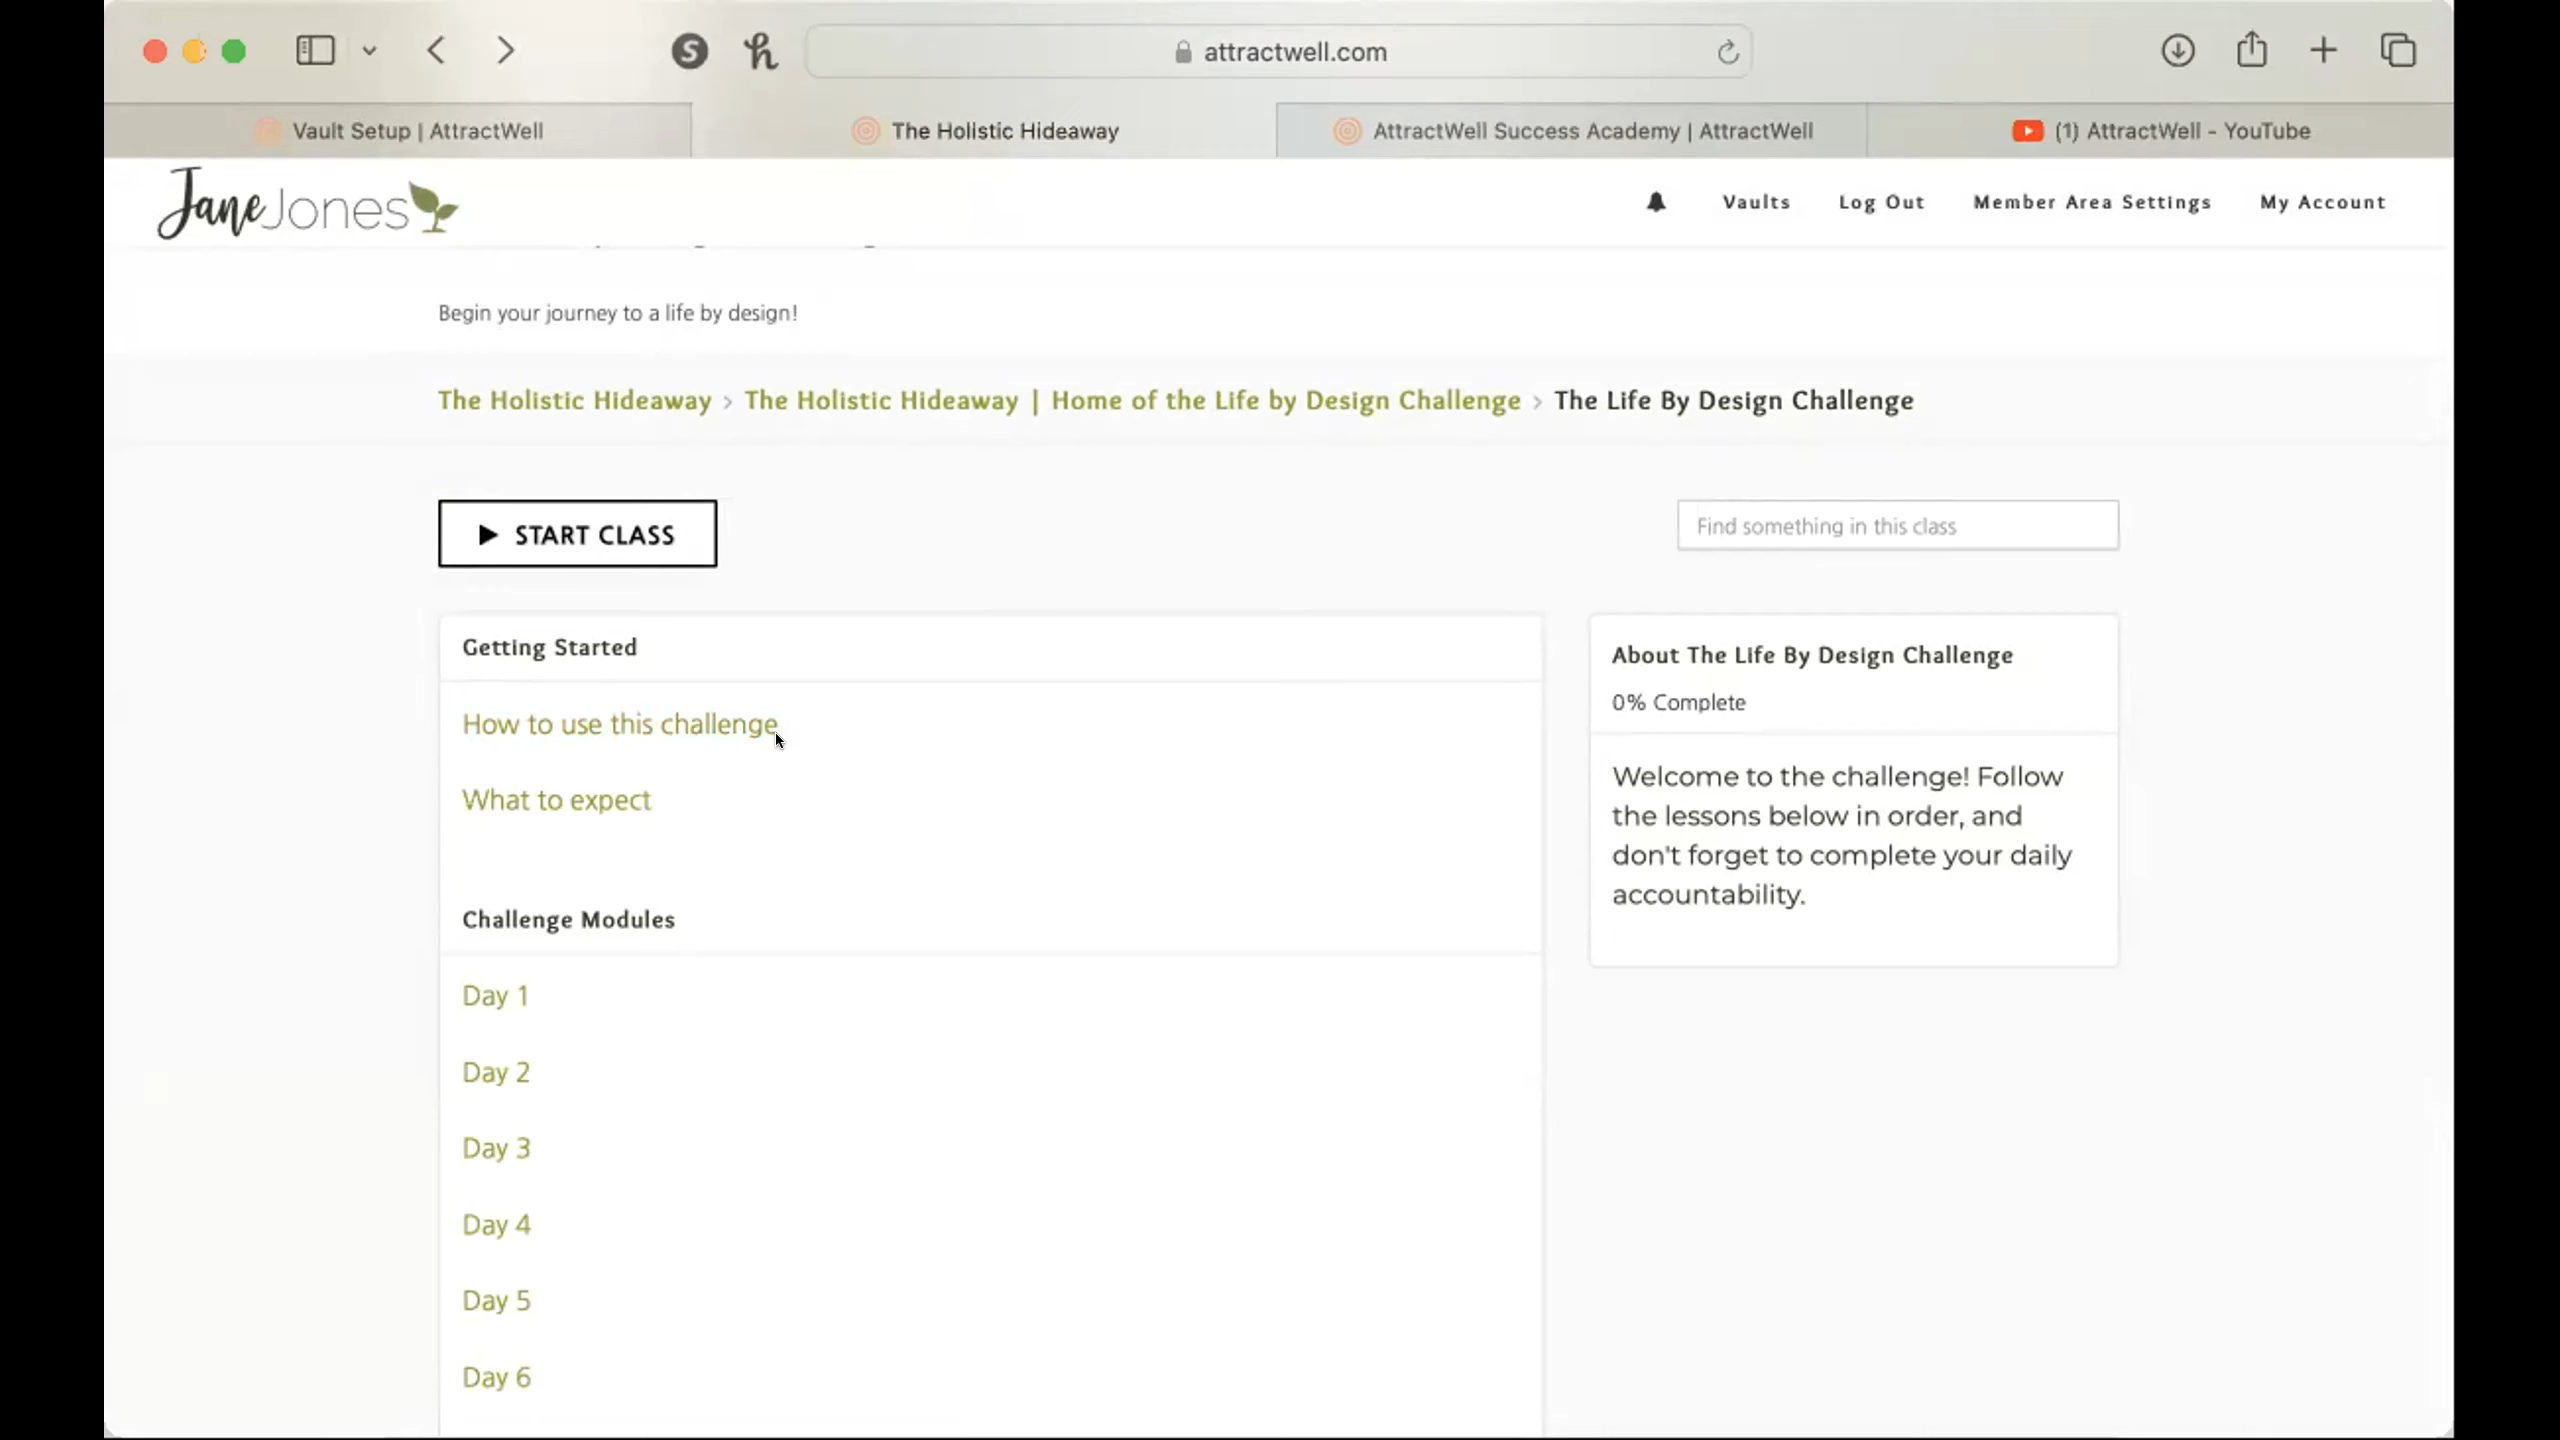 attractwell.com
Vault Setup | AttractWell
The Holistic Hideaway
AttractWell Success Academy | AttractWell
(1) AttractWell - YouTube
Jane Jones
Vaults
Log Out
Member Area Settings
My Account
Begin your journey to a life by design!
The Holistic Hideaway > The Holistic Hideaway | Home of the Life by Design Challenge > The Life By Design Challenge
START CLASS
Find something in this class
Getting Started
How to use this challenge
What to expect
Challenge Modules
Day 1
Day 2
Day 3
Day 4
Day 5
Day 6
About The Life By Design Challenge
0% Complete
Welcome to the challenge! Follow
the lessons below in order, and
don't forget to complete your daily
accountability.